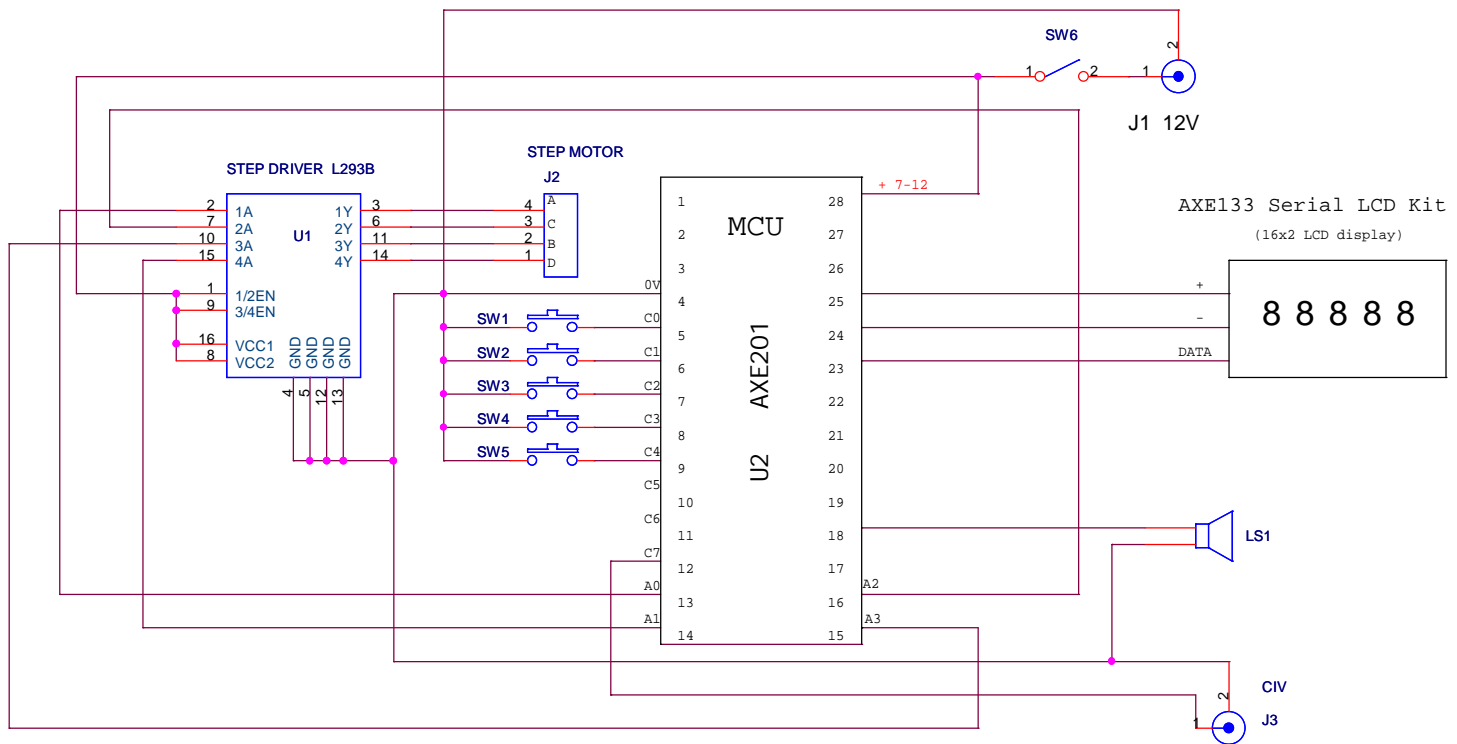 SW6
1
2
1
2
J1 12V
STEP DRIVER L293B
2 1A 1Y 3
7 2A 2Y 6
10 3A 3Y 11
15 4A 4Y 14
1 1/2EN
9 3/4EN
16 VCC1
8 VCC2
U1
GND GND GND GND
4 5 12 13
STEP MOTOR
J2
4 A
3 C
2 B
1 D
MCU
AXE201
U2
1 28
2 27
3 26
4 25
5 24
6 23
7 22
8 21
9 20
10 19
11 18
12 17
13 16
14 15
+ 7-12
0V
C0
C1
C2
C3
C4
C5
C6
C7
A0
A1
A2
A3
SW1
SW2
SW3
SW4
SW5
AXE133 Serial LCD Kit
(16x2 LCD display)
+
-
DATA
8 8 8 8 8
LS1
CIV
J3
2
1